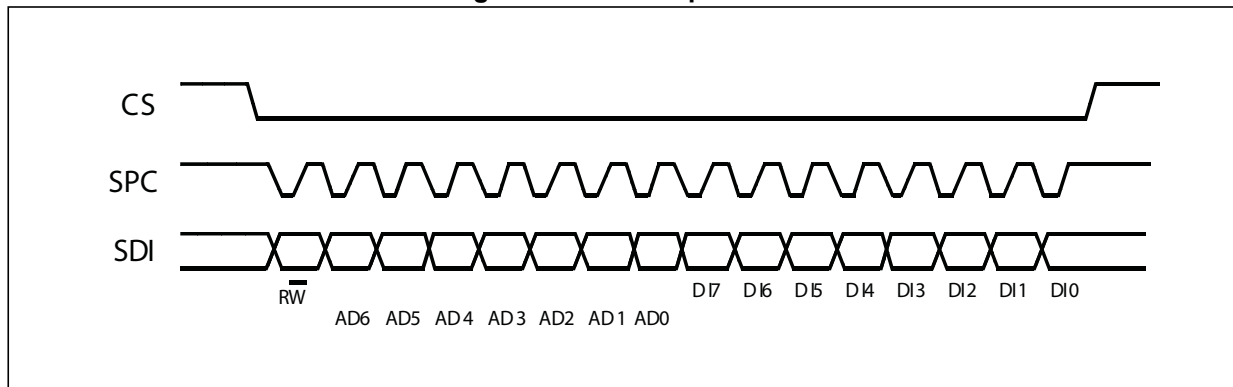 CS
SPC
SDI
RW
DI7 DI6 DI5 DI4 DI3 DI2 DI1 DI0
AD6 AD5 AD4 AD3 AD2 AD1 AD0